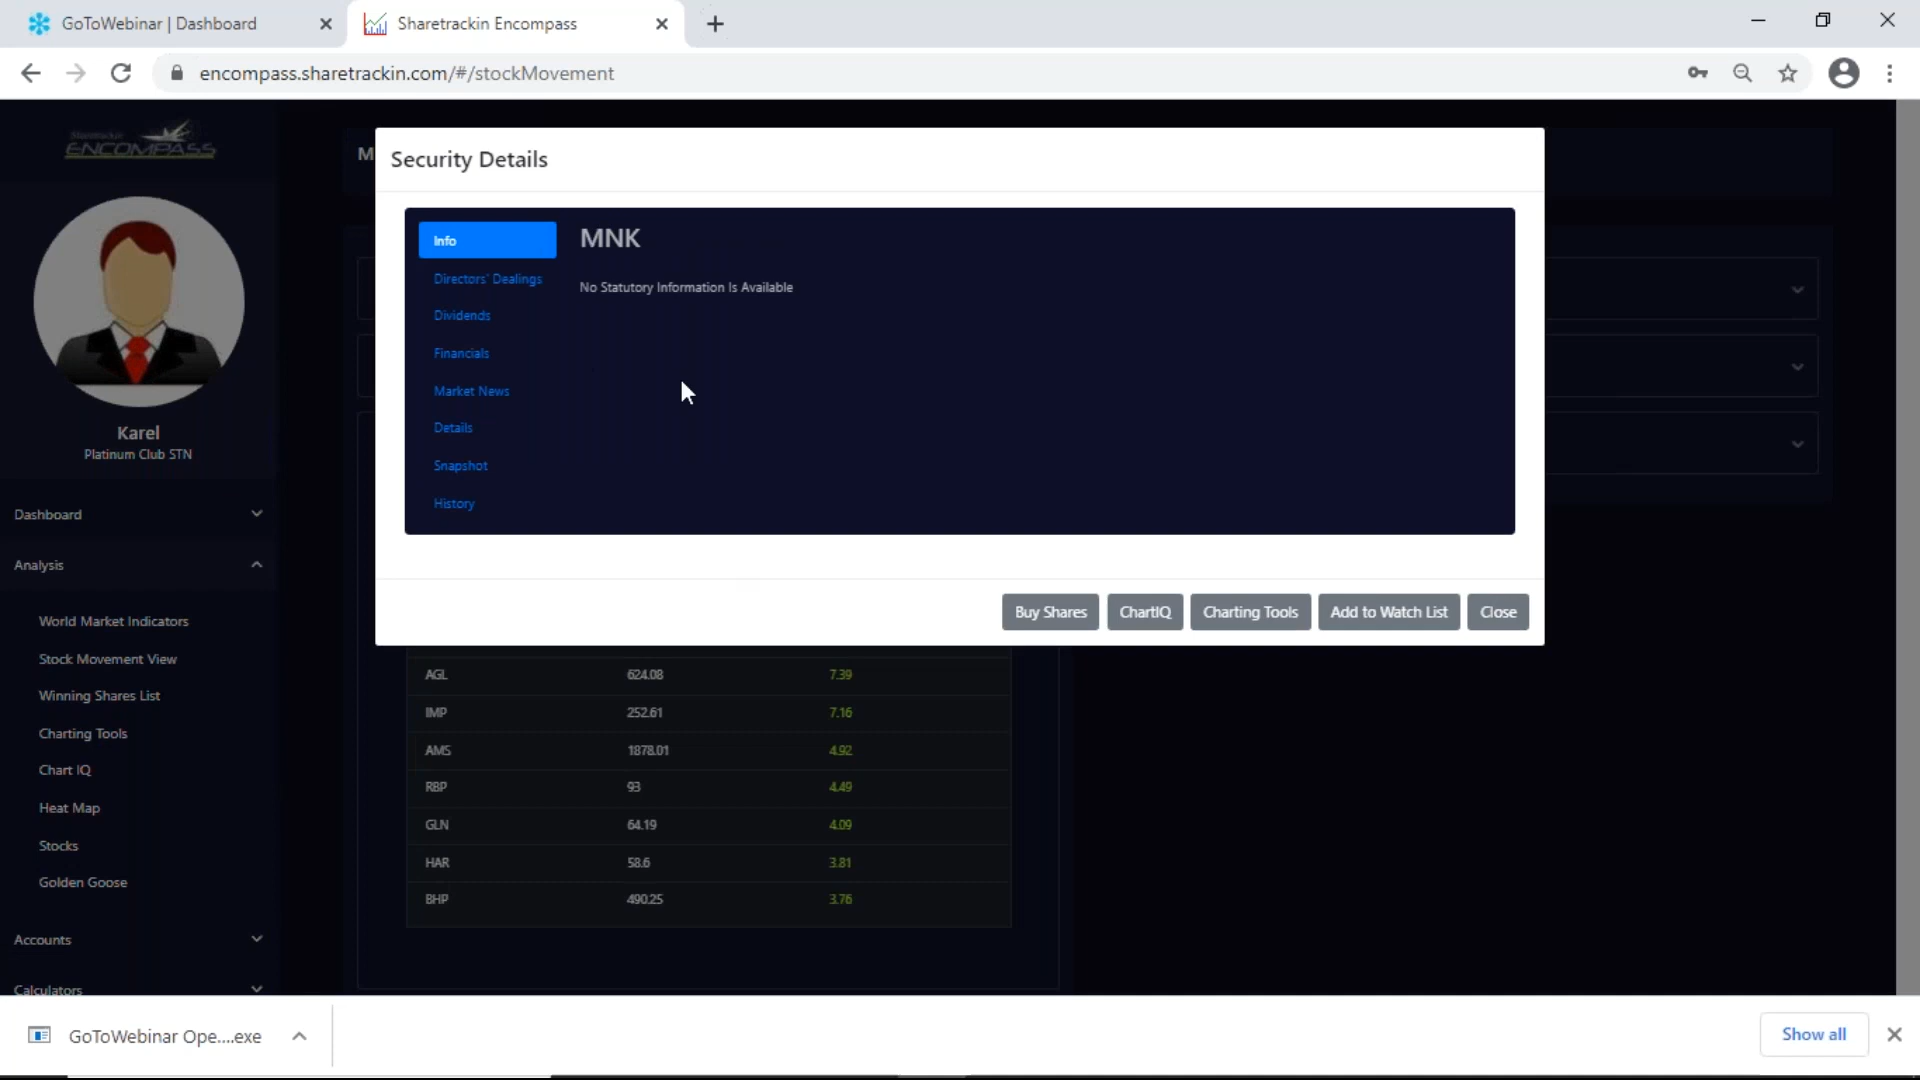 GoToWebinar | Dashboard
Sharetrackin Encompass
encompass.sharetrackin.com/#/stockMovement
Sharetrackin
ENCOMPASS
Karel
Platinum Club STN
Dashboard
Analysis
World Market Indicators
Stock Movement View
Winning Shares List
Charting Tools
Chart IQ
Heat Map
Stocks
Golden Goose
Accounts
Calculators
M
Security Details
Info
Directors' Dealings
Dividends
Financials
Market News
Details
Snapshot
History
MNK
No Statutory Information Is Available
Buy Shares ChartIQ Charting Tools Add to Watch List Close
AGL 624.08 7.39
IMP 252.61 7.16
AMS 1878.01 4.92
RBP 93 4.49
GLN 64.19 4.09
HAR 58.6 3.81
BHP 490.25 3.76
GoToWebinar Ope....exe
Show all